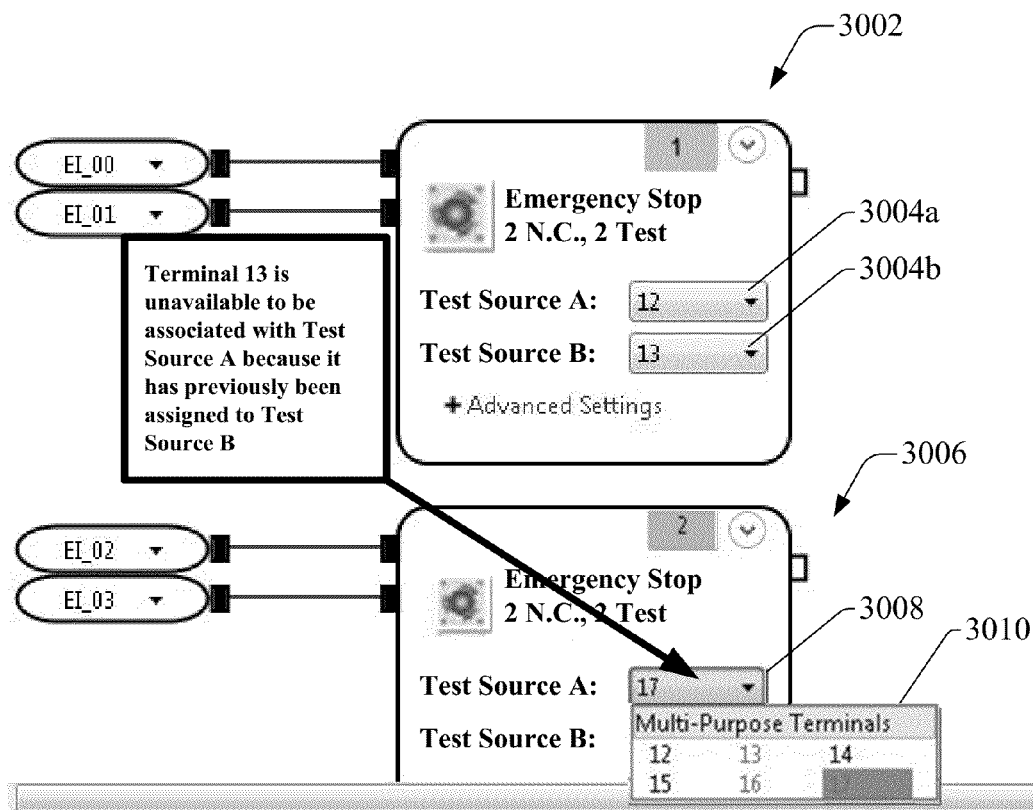 3002
EI_00
EI_01
1
Emergency Stop
2 N.C., 2 Test
3004a
3004b
Test Source A: 12
Test Source B: 13
+ Advanced Settings
Terminal 13 is
unavailable to be
associated with Test
Source A because it
has previously been
assigned to Test
Source B
3006
EI_02
EI_03
2
Emergency Stop
2 N.C., 2 Test
3008
3010
Test Source A: 17
Test Source B:
Multi-Purpose Terminals
12 13 14
15 16